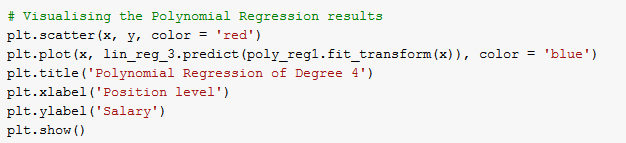 # Visualising the Polynomial Regression results
plt.scatter(x, y, color = 'red')
plt.plot(x, lin_reg_3.predict(poly_reg1.fit_transform(x)), color = 'blue')
plt.title('Polynomial Regression of Degree 4')
plt.xlabel('Position level')
plt.ylabel('Salary')
plt.show()